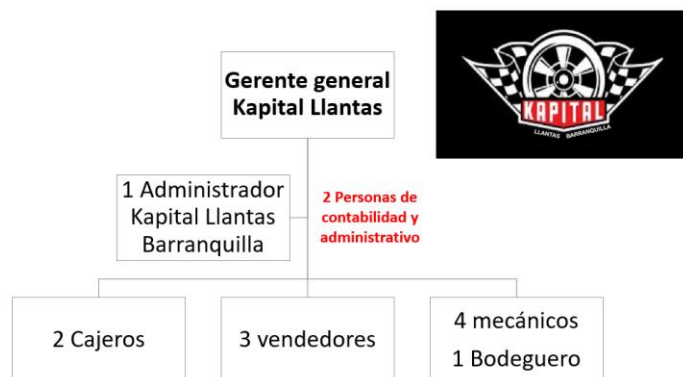 Gerente general
Kapital Llantas
KAPITAL
LLANTAS BARRANQUILLA
1 Administrador
Kapital Llantas
Barranquilla
2 Personas de
contabilidad y
administrativo
2 Cajeros
3 vendedores
4 mecánicos
1 Bodeguero